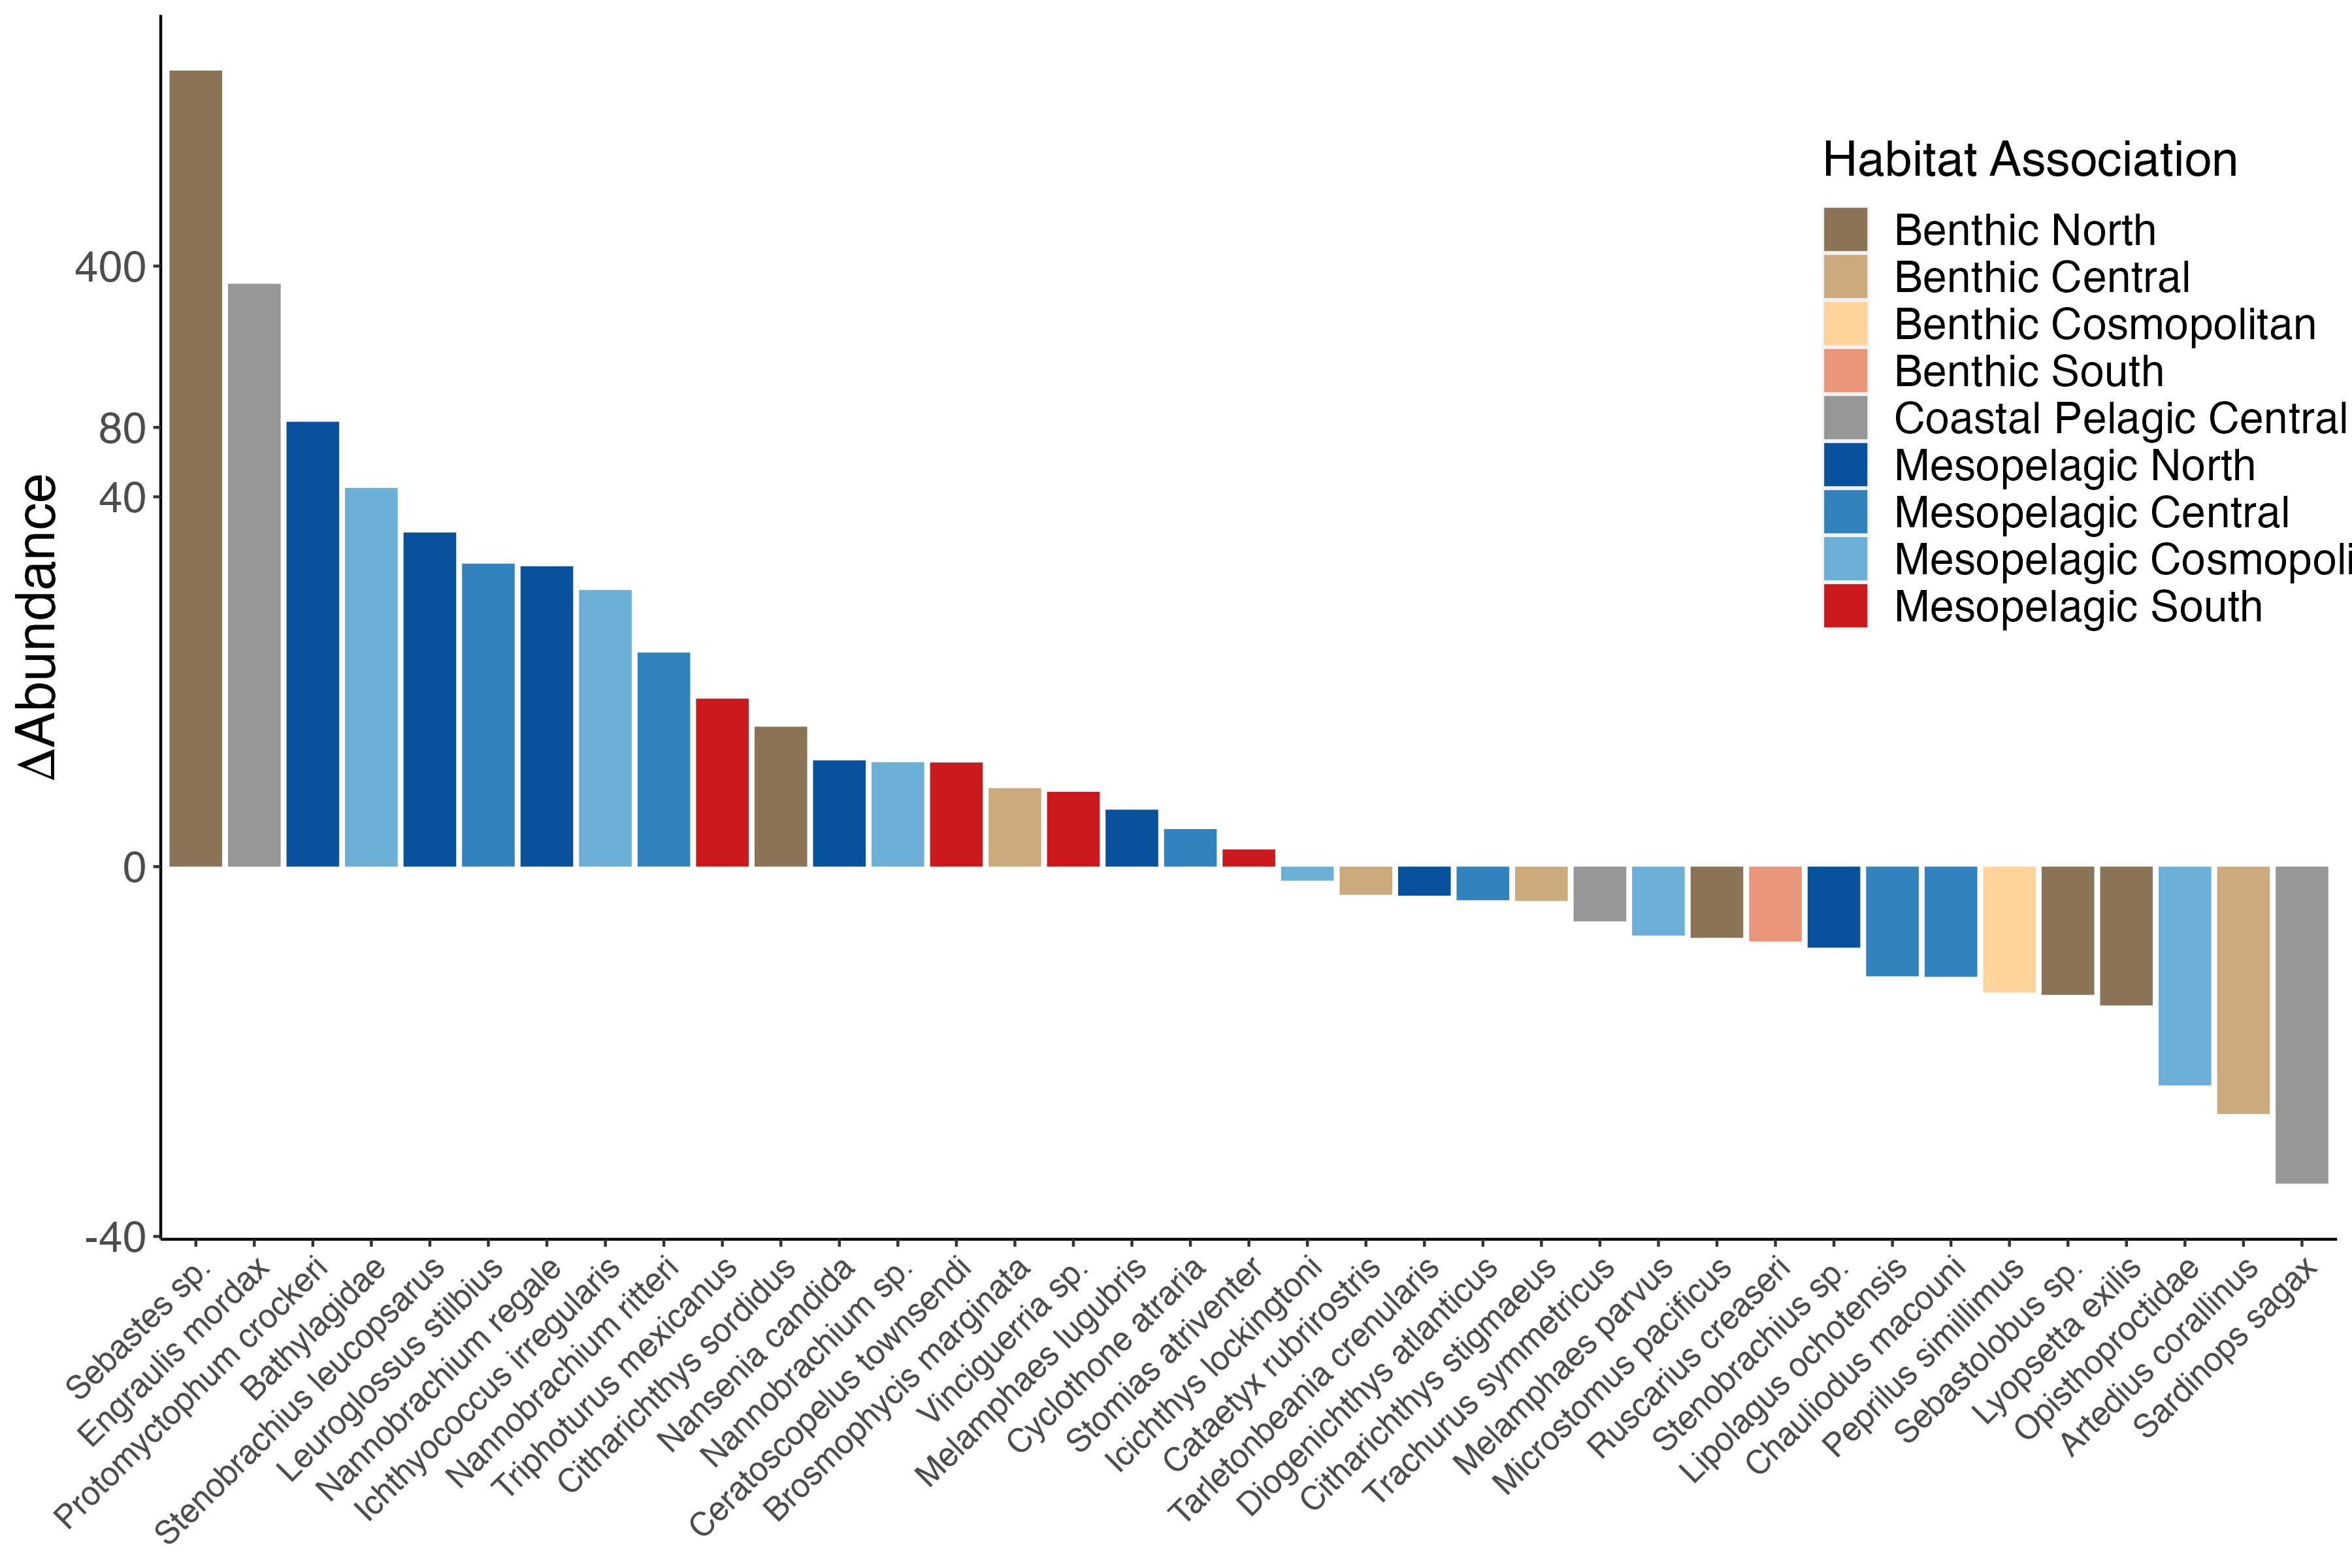 ΔAbundance
400
80
40
0
-40
Habitat Association
Benthic North
Benthic Central
Benthic Cosmopolitan
Benthic South
Coastal Pelagic Central
Mesopelagic North
Mesopelagic Central
Mesopelagic Cosmopoli
Mesopelagic South
Sebastes sp.
Engraulis mordax
Protomyctophum crockeri
Bathylagidae
Stenobrachius leucopsarus
Leuroglossus stilbius
Nannobrachium regale
Ichthyococcus irregularis
Nannobrachium ritteri
Triphoturus mexicanus
Citharichthys sordidus
Nansenia candida
Nannobrachium sp.
Ceratoscopelus townsendi
Brosmophycis marginata
Vinciguerria sp.
Melamphaes lugubris
Cyclothone atraria
Stomias atriventer
Icichthys lockingtoni
Cataetyx rubrirostris
Tarletonbeania crenularis
Diogenichthys atlanticus
Citharichthys stigmaeus
Trachurus symmetricus
Melamphaes parvus
Microstomus pacificus
Ruscarius creaseri
Stenobrachius sp.
Lipolagus ochotensis
Chauliodus macouni
Peprilus simillimus
Sebastolobus sp.
Lyopsetta exilis
Opisthoproctidae
Artedius corallinus
Sardinops sagax